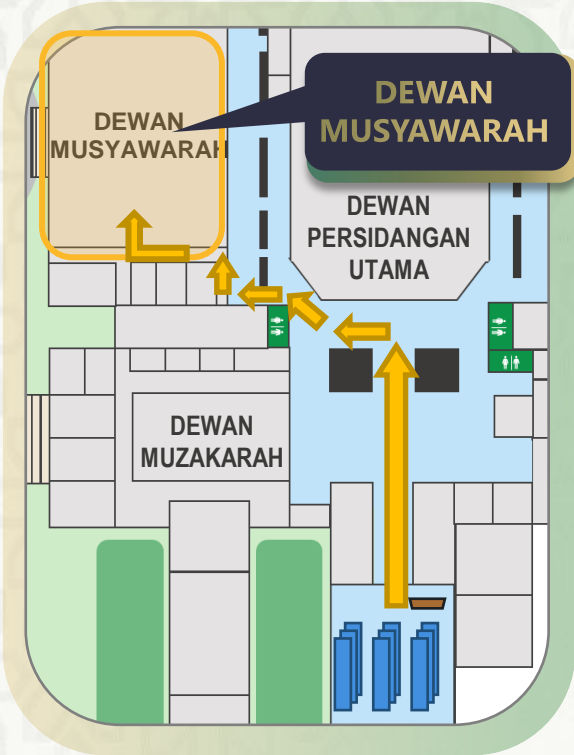 DEWAN
MUSYAWARAH
DEWAN
MUSYAWARAH
DEWAN
PERSIDANGAN
UTAMA
DEWAN
MUZAKARAH